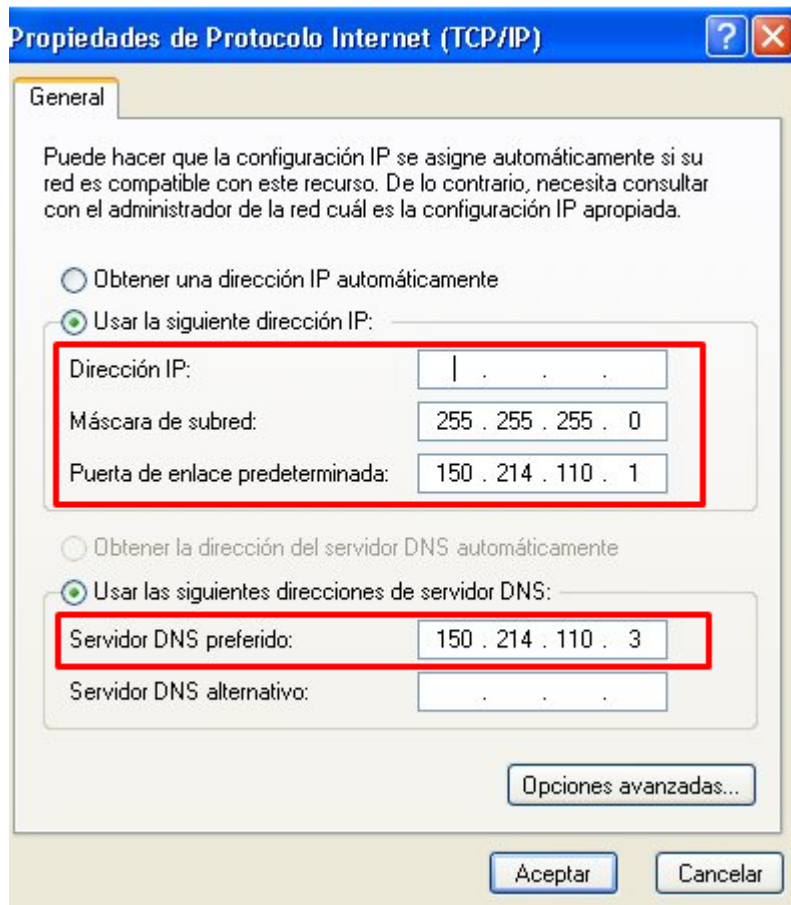 Propiedades de Protocolo Internet (TCP/IP)
General
Puede hacer que la configuración IP se asigne automáticamente si su
red es compatible con este recurso. De lo contrario, necesita consultar
con el administrador de la red cuál es la configuración IP apropiada.
Obtener una dirección IP automáticamente
Usar la siguiente dirección IP:
Dirección IP: . . .
Máscara de subred: 255 . 255 . 255 . 0
Puerta de enlace predeterminada: 150 . 214 . 110 . 1
Obtener la dirección del servidor DNS automáticamente
Usar las siguientes direcciones de servidor DNS:
Servidor DNS preferido: 150 . 214 . 110 . 3
Servidor DNS alternativo: . . .
Opciones avanzadas...
Aceptar Cancelar